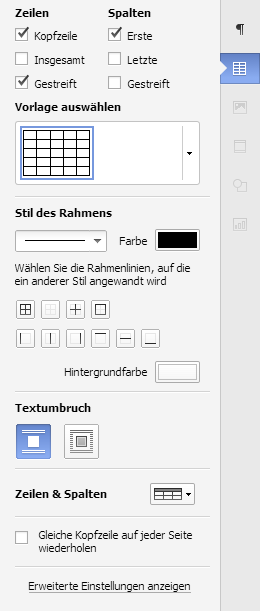 Zeilen Spalten
Kopfzeile Erste
Insgesamt Letzte
Gestreift Gestreift
Vorlage auswählen
Stil des Rahmens
Farbe
Wählen Sie die Rahmenlinien, auf die
ein anderer Stil angewandt wird
Hintergrundfarbe
Textumbruch
Zeilen & Spalten
Gleiche Kopfzeile auf jeder Seite
wiederholen
Erweiterte Einstellungen anzeigen